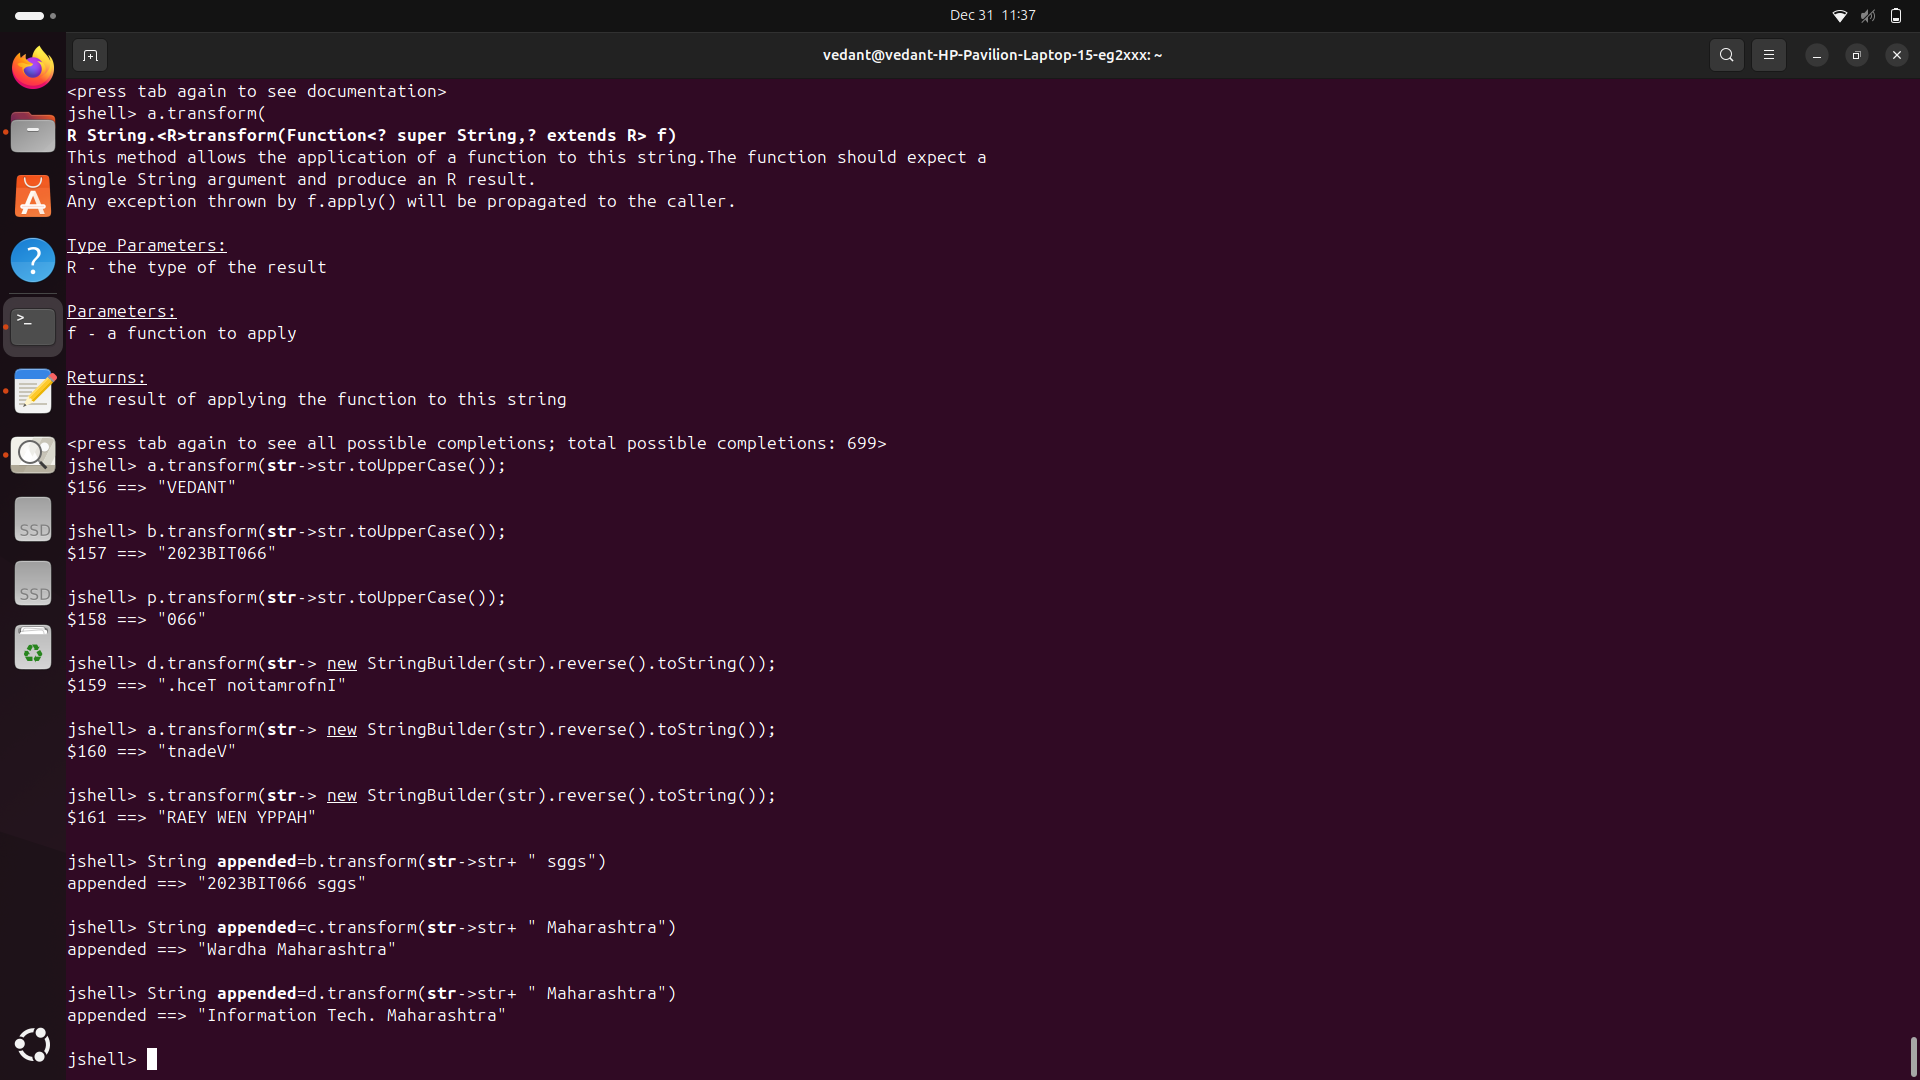 Dec 31 11:37
vedant@vedant-HP-Pavilion-Laptop-15-eg2xxx: ~
<press tab again to see documentation>
jshell> a.transform(
R String.<R>transform(Function<? super String,? extends R> f)
This method allows the application of a function to this string.The function should expect a
single String argument and produce an R result.
Any exception thrown by f.apply() will be propagated to the caller.
Type Parameters:
R - the type of the result
Parameters:
f - a function to apply
Returns:
the result of applying the function to this string
<press tab again to see all possible completions; total possible completions: 699>
jshell> a.transform(str->str.toUpperCase());
$156 ==> "VEDANT"
jshell> b.transform(str->str.toUpperCase());
$157 ==> "2023BIT066"
jshell> p.transform(str->str.toUpperCase());
$158 ==> "066"
jshell> d.transform(str-> new StringBuilder(str).reverse().toString());
$159 ==> ".hceT noitamrofnI"
jshell> a.transform(str-> new StringBuilder(str).reverse().toString());
$160 ==> "tnadeV"
jshell> s.transform(str-> new StringBuilder(str).reverse().toString());
$161 ==> "RAEY WEN YPPAH"
jshell> String appended=b.transform(str->str+ " sggs")
appended ==> "2023BIT066 sggs"
jshell> String appended=c.transform(str->str+ " Maharashtra")
appended ==> "Wardha Maharashtra"
jshell> String appended=d.transform(str->str+ " Maharashtra")
appended ==> "Information Tech. Maharashtra"
jshell>
SSD
SSD